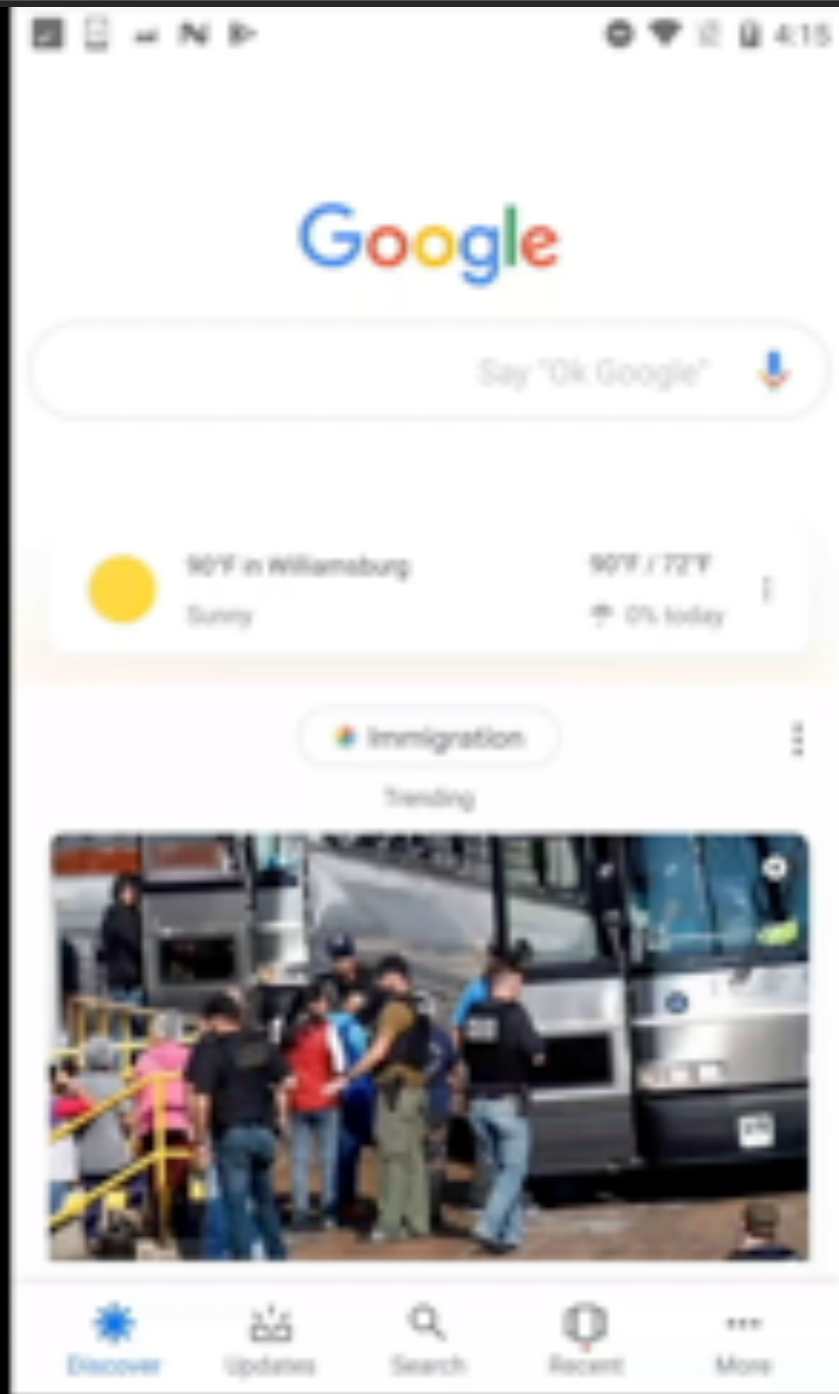 4:15
Google
Say "Ok Google"
90°F in Williamsburg
90°F / 72°F
Sunny
0% today
Immigration
Trending
Discover
Updates
Search
Recent
More